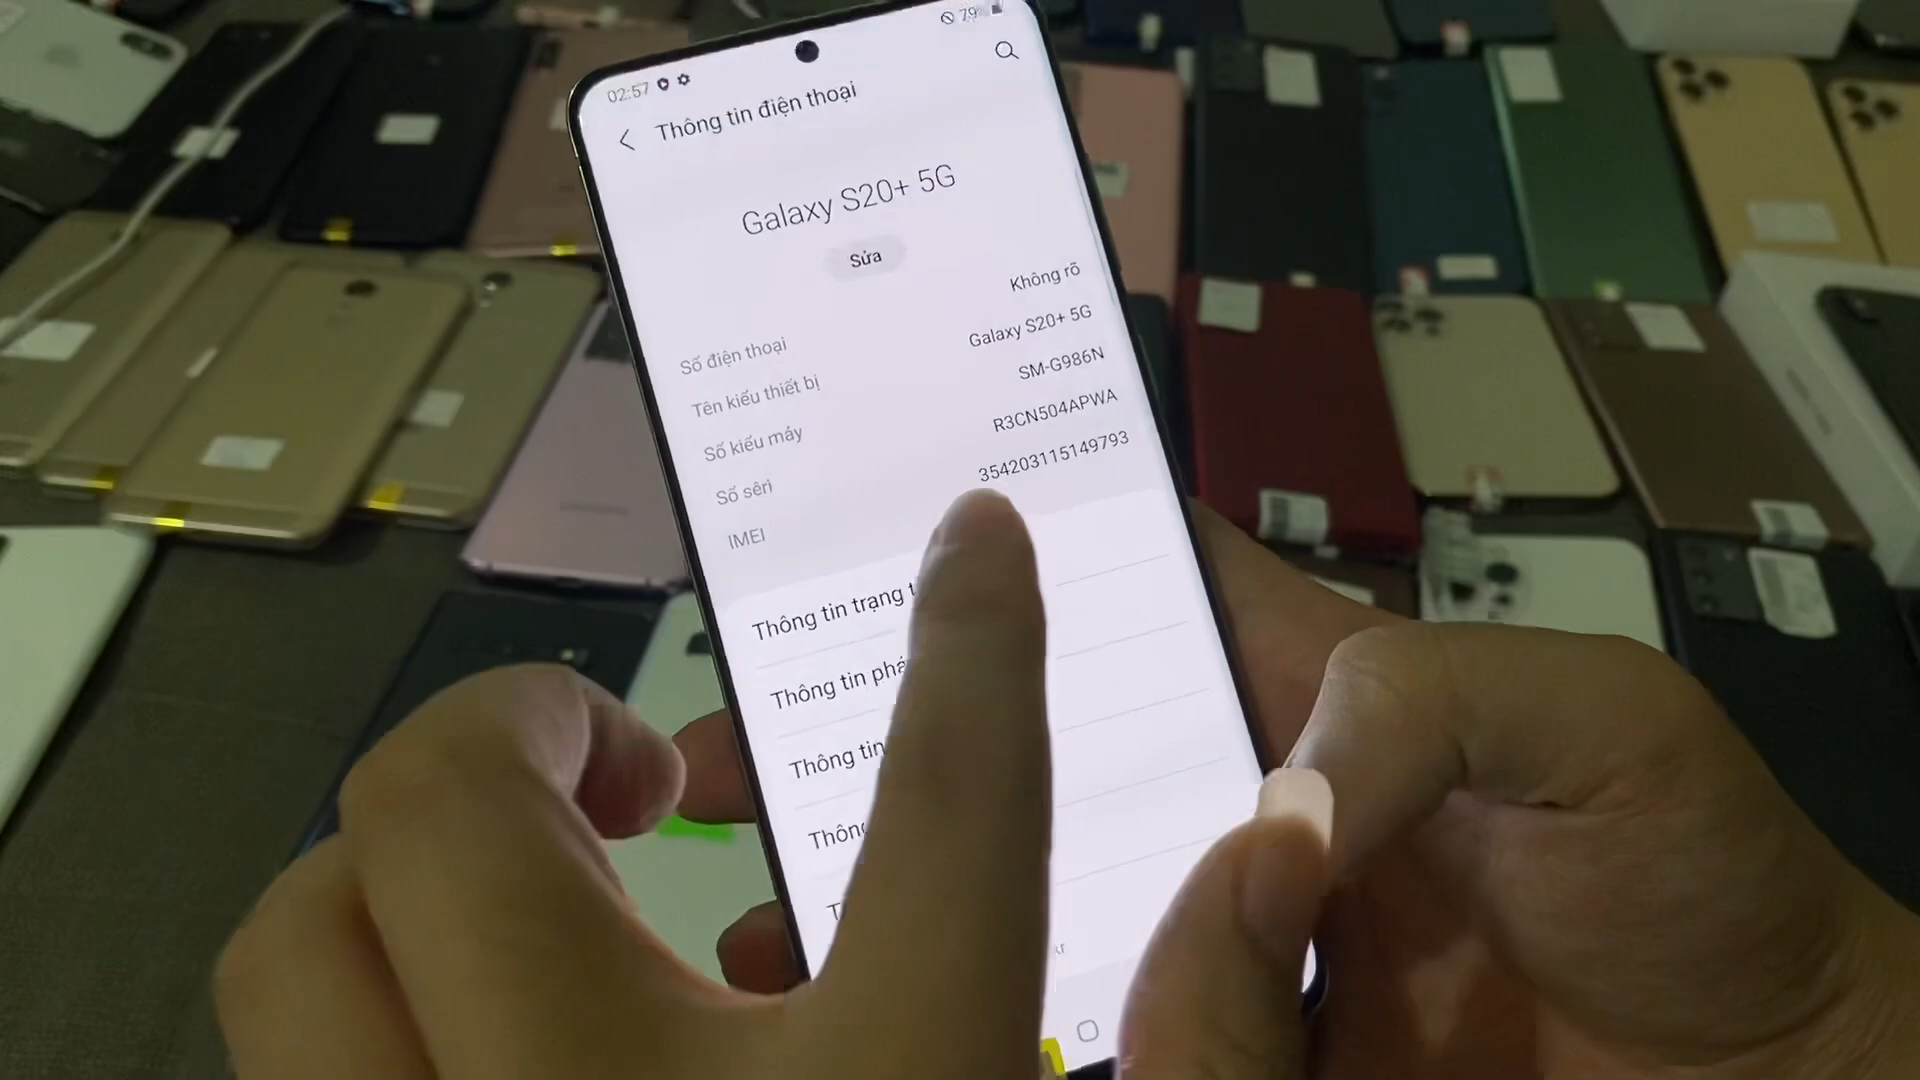 02:57
79
Thông tin điện thoại
Galaxy S20+ 5G
Sửa
Số điện thoại
Không rõ
Tên kiểu thiết bị
Galaxy S20+ 5G
Số kiểu máy
SM-G986N
Số sêri
R3CN504APWA
IMEI
354203115149793
Thông tin trạng t
Thông tin phá
Thông tin
Thông